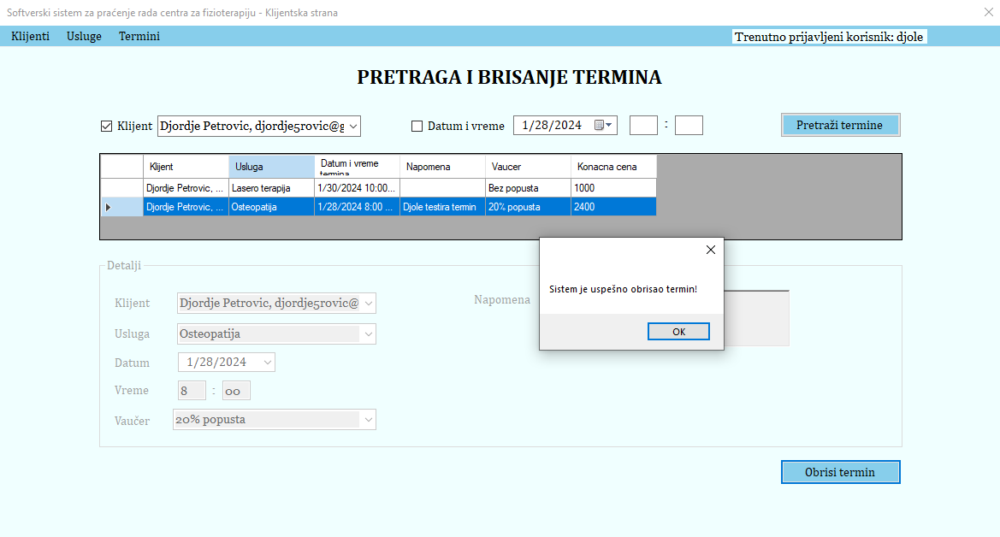 Softverski sistem za praćenje rada centra za fizioterapiju - Klijentska strana
Klijenti Usluge Termini Trenutno prijavljeni korisnik: djole
PRETRAGA I BRISANJE TERMINA
Klijent Djordje Petrovic, djordje5rovic@g Datum i vreme 1/28/2024 : Pretraži termine
Klijent Usluga Datum i vreme termina Napomena Vaucer Konacna cena
Djordje Petrovic, ... Lasero terapija 1/30/2024 10:00... Bez popusta 1000
Djordje Petrovic, ... Osteopatija 1/28/2024 8:00 ... Djole testira termin 20% popusta 2400
Sistem je uspešno obrisao termin!
OK
Detalji
Klijent Djordje Petrovic, djordje5rovic@ Napomena
Usluga Osteopatija
Datum 1/28/2024
Vreme 8 : 00
Vaučer 20% popusta
Obrisi termin